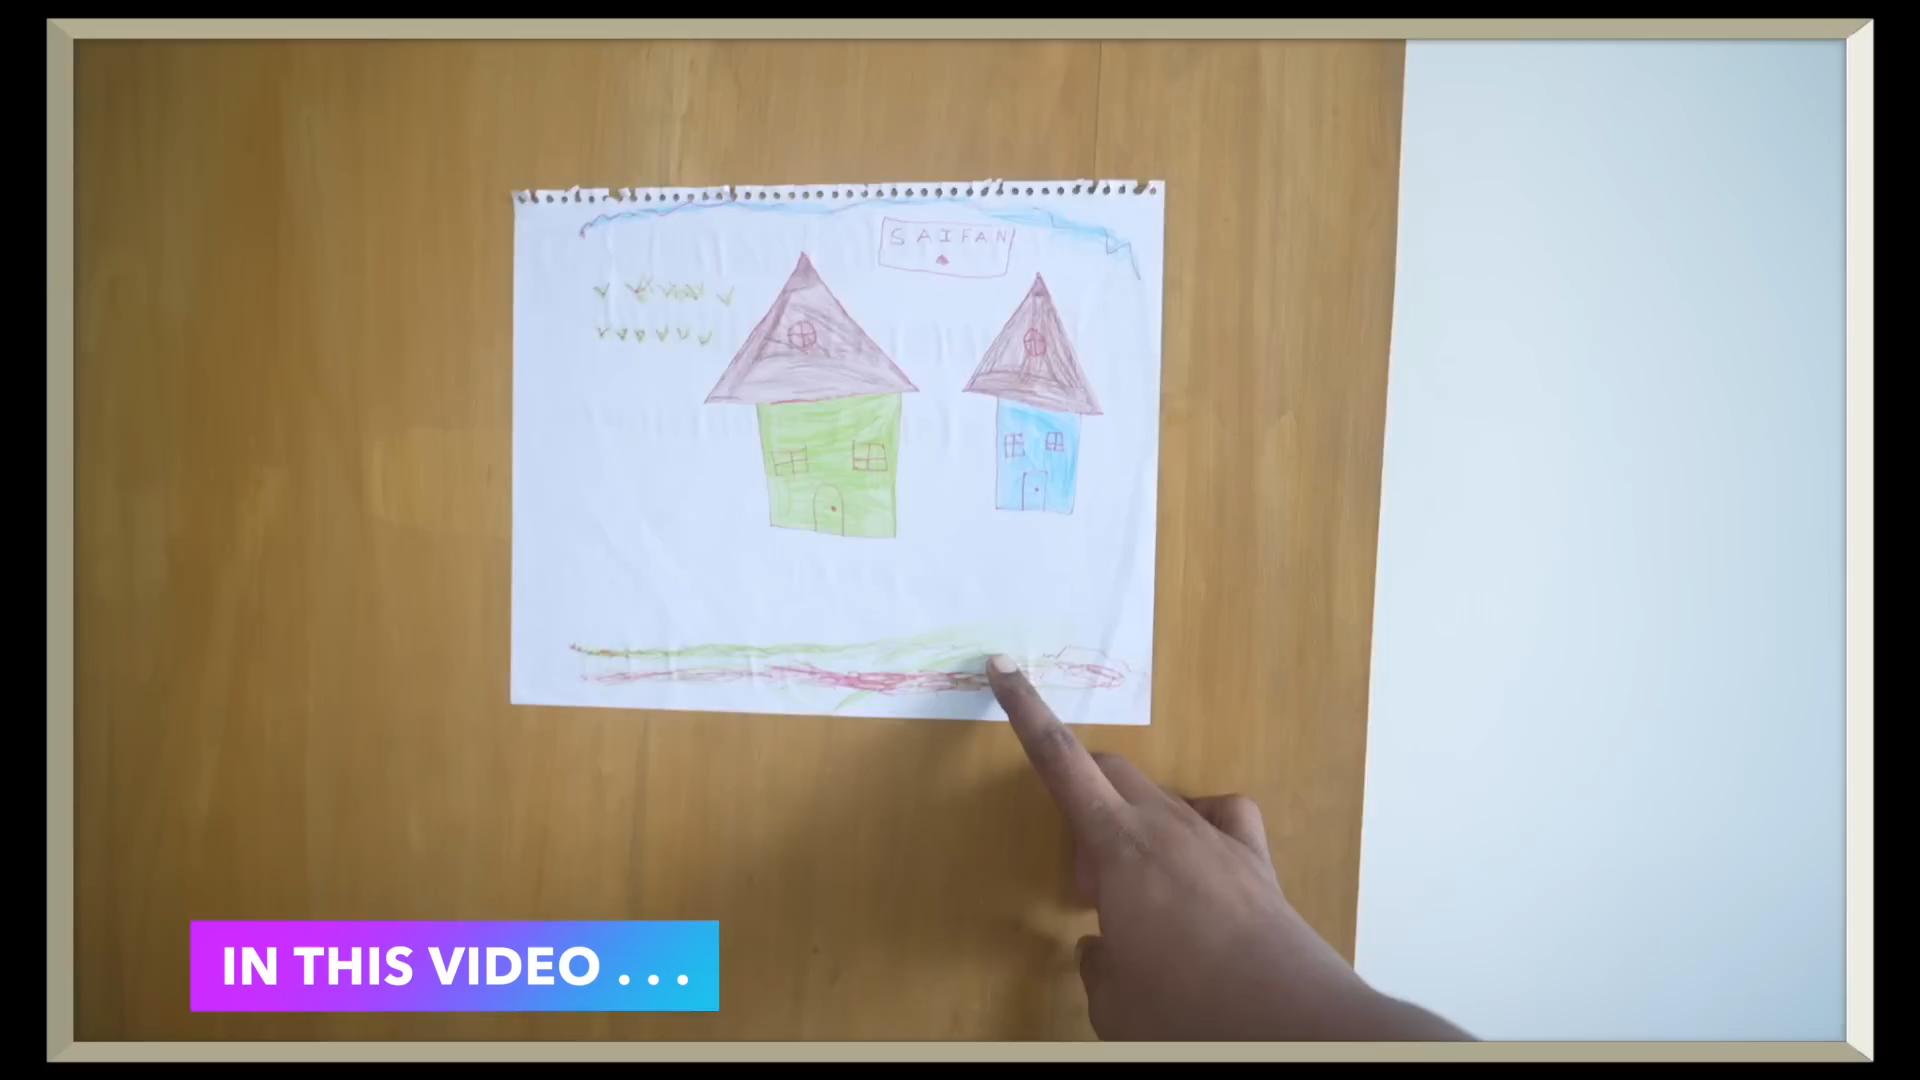 SAIFAN
IN THIS VIDEO . . .